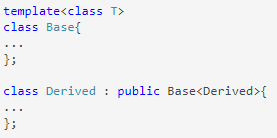 template<class T>
class Base{
...
};
class Derived : public Base<Derived>{
...
};